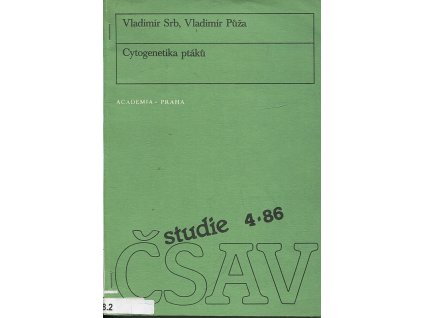 Vladimír Srb, Vladimír Půža
Cytogenetika ptáků
ACADEMIA - PRAHA
studie 4·86
ČSAV
8.2